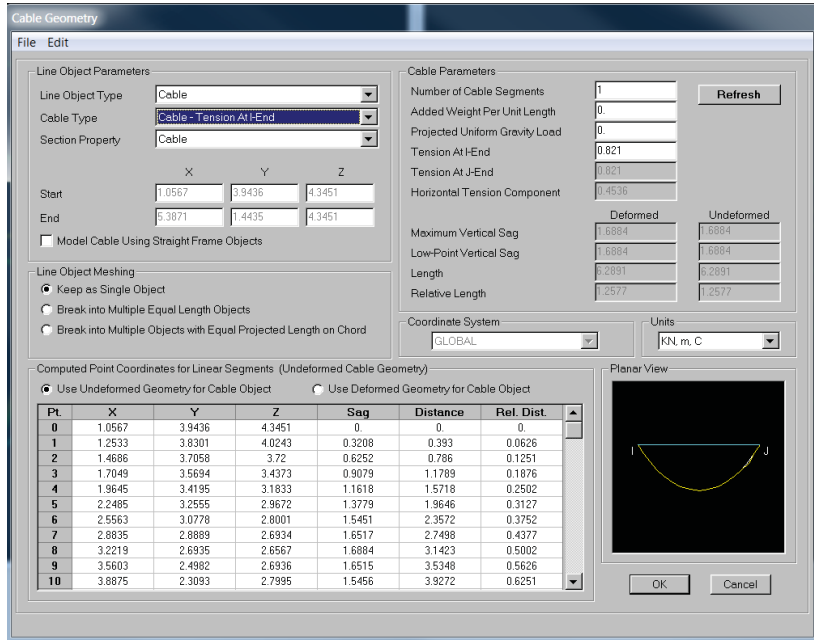 Cable Geometry
File Edit
Line Object Parameters
Line Object Type Cable
Cable Type Cable - Tension At I-End
Section Property Cable
X Y Z
Start 1.0567 3.9436 4.3451
End 5.3871 1.4435 4.3451
Model Cable Using Straight Frame Objects
Cable Parameters
Number of Cable Segments 1
Refresh
Added Weight Per Unit Length 0.
Projected Uniform Gravity Load 0.
Tension At I-End 0.821
Tension At J-End 0.821
Horizontal Tension Component 0.4536
Deformed Undeformed
Maximum Vertical Sag 1.6884 1.6884
Low-Point Vertical Sag 1.6884 1.6884
Length 6.2891 6.2891
Relative Length 1.2577 1.2577
Line Object Meshing
Keep as Single Object
Break into Multiple Equal Length Objects
Break into Multiple Objects with Equal Projected Length on Chord
Coordinate System
GLOBAL
Units
KN, m, C
Computed Point Coordinates for Linear Segments (Undeformed Cable Geometry)
Use Undeformed Geometry for Cable Object Use Deformed Geometry for Cable Object
Pt. X Y Z Sag Distance Rel. Dist.
0 1.0567 3.9436 4.3451 0. 0. 0.
1 1.2533 3.8301 4.0243 0.3208 0.393 0.0626
2 1.4686 3.7058 3.72 0.6252 0.786 0.1251
3 1.7049 3.5694 3.4373 0.9079 1.1789 0.1876
4 1.9645 3.4195 3.1833 1.1618 1.5718 0.2502
5 2.2485 3.2555 2.9672 1.3779 1.9646 0.3127
6 2.5563 3.0778 2.8001 1.5451 2.3572 0.3752
7 2.8835 2.8889 2.6934 1.6517 2.7498 0.4377
8 3.2219 2.6935 2.6567 1.6884 3.1423 0.5002
9 3.5603 2.4982 2.6936 1.6515 3.5348 0.5626
10 3.8875 2.3093 2.7995 1.5456 3.9272 0.6251
Planar View
I J
OK Cancel